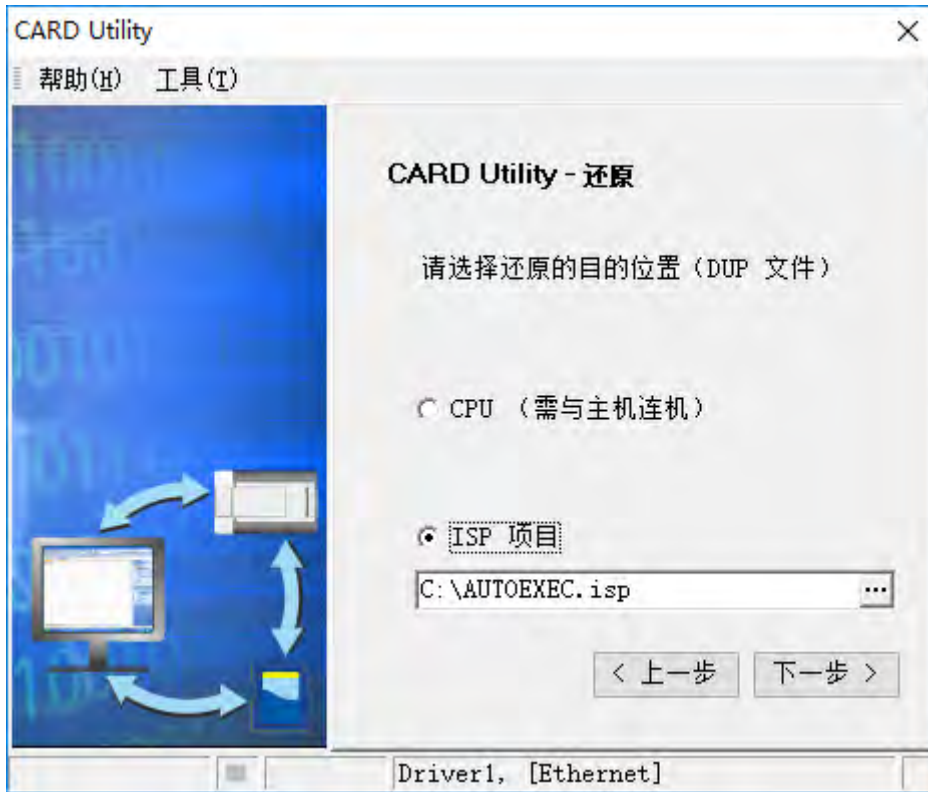 CARD Utility
帮助(H) 工具(T)
CARD Utility - 还原
请选择还原的目的位置（DUP 文件）
CPU （需与主机连机）
ISP 项目
C:\AUTOEXEC.isp ...
< 上一步 下一步 >
Driver1, [Ethernet]